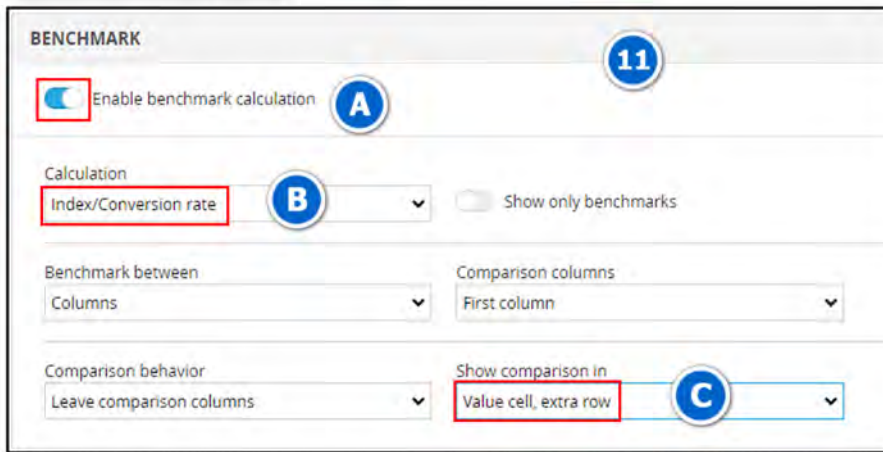 BENCHMARK
11
Enable benchmark calculation
A
Calculation
Index/Conversion rate
B
Show only benchmarks
Benchmark between
Comparison columns
Columns
First column
Comparison behavior
Show comparison in
Leave comparison columns
Value cell, extra row
C